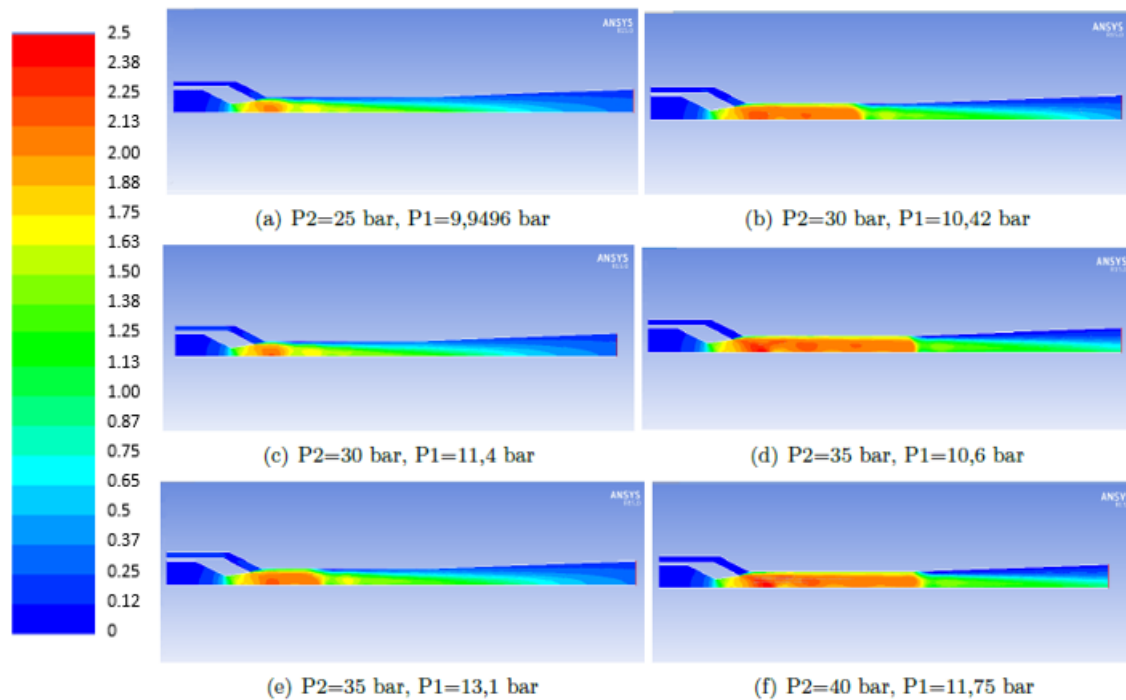 2.5
2.38
2.25
2.13
2.00
1.88
1.75
1.63
1.50
1.38
1.25
1.13
1.00
0.87
0.75
0.65
0.5
0.37
0.25
0.12
0
ANSYS
ANSYS
(a) P2=25 bar, P1=9,9496 bar
(b) P2=30 bar, P1=10,42 bar
ANSYS
ANSYS
(c) P2=30 bar, P1=11,4 bar
(d) P2=35 bar, P1=10,6 bar
ANSYS
ANSYS
(e) P2=35 bar, P1=13,1 bar
(f) P2=40 bar, P1=11,75 bar